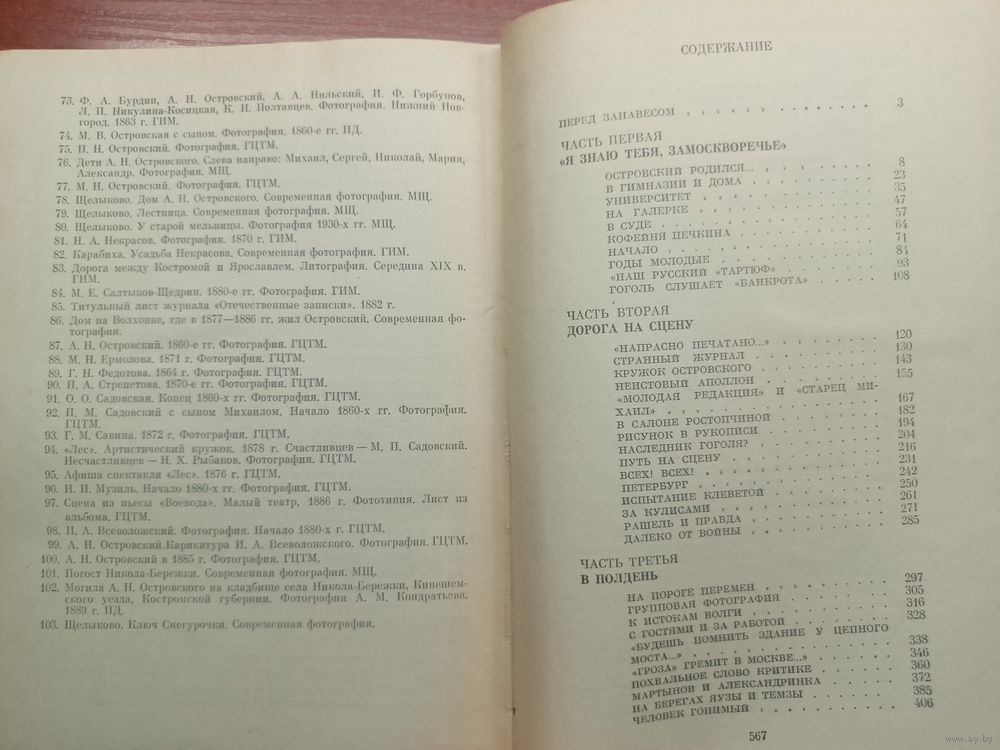 73. Ф. А. Бурдин, А. Н. Островский, А. А. Нильский, И. Ф. Горбунов,
Л. П. Никулина-Косицкая, К. Н. Полтавцев. Фотография. Нижний Нов-
город. 1863 г. ГИМ.
74. М. В. Островская с сыном. Фотография. 1860-е гг. ПД.
75. П. Н. Островский. Фотография. ГЦТМ.
76. Дети А. Н. Островского. Слева направо: Михаил, Сергей, Николай, Мария,
Александр. Фотография. МЩ.
77. М. Н. Островский. Фотография. ГЦТМ.
78. Щелыково. Дом А. Н. Островского. Современная фотография. МЩ.
79. Щелыково. Лестница. Современная фотография. МЩ.
80. Щелыково. У старой мельницы. Фотография 1930-х гг. МЩ.
81. Н. А. Некрасов. Фотография. 1870 г. ГИМ.
82. Карабиха. Усадьба Некрасова. Современная фотография. ГИМ.
83. Дорога между Костромой и Ярославлем. Литография. Середина XIX в.
ГИМ.
84. М. Е. Салтыков-Щедрин. 1880-е гг. Фотография. ГИМ.
85. Титульный лист журнала «Отечественные записки». 1882 г.
86. Дом на Волхонке, где в 1877—1886 гг. жил Островский. Современная фо-
тография.
87. А. Н. Островский. 1860-е гг. Фотография. ГЦТМ.
88. М. Н. Ермолова. 1871 г. Фотография. ГЦТМ.
89. Г. Н. Федотова. 1864 г. Фотография. ГЦТМ.
90. П. А. Стрепетова. 1870-е гг. Фотография. ГЦТМ.
91. О. О. Садовская. Конец 1860-х гг. Фотография. ГЦТМ.
92. П. М. Садовский с сыном Михаилом. Начало 1860-х гг. Фотография.
ГЦТМ.
93. Г. М. Савина. 1872 г. Фотография. ГЦТМ.
94. «Лес». Артистический кружок. 1878 г. Счастливцев — М. П. Садовский.
Несчастливцев — Н. Х. Рыбаков. Фотография. ГЦТМ.
95. Афиша спектакля «Лес». 1876 г. ГЦТМ.
96. Н. И. Музиль. Начало 1880-х гг. Фотография. ГЦТМ.
97. Сцена из пьесы «Воевода». Малый театр. 1886 г. Фототипия. Лист из
альбома. ГЦТМ.
98. И. А. Всеволожский. Фотография. Начало 1880-х г. ГЦТМ.
99. А. Н. Островский.Карикатура И. А. Всеволожского. Фотография. ГЦТМ.
100. А. Н. Островский в 1885 г. Фотография. ГЦТМ.
101. Погост Никола-Бережки. Современная фотография. МЩ.
102. Могила А. Н. Островского на кладбище села Никола-Бережки, Кинешем-
ского уезда, Костромской губернии. Фотография А. М. Кондратьева.
1889 г. ПД.
103. Щелыково. Ключ Снегурочки. Современная фотография.
СОДЕРЖАНИЕ
ПЕРЕД ЗАНАВЕСОМ . . . . . . . . . . 3
ЧАСТЬ ПЕРВАЯ
«Я ЗНАЮ ТЕБЯ, ЗАМОСКВОРЕЧЬЕ»
ОСТРОВСКИЙ РОДИЛСЯ... . . . . . . . 8
В ГИМНАЗИИ И ДОМА . . . . . . . 23
УНИВЕРСИТЕТ . . . . . . . . . . 35
НА ГАЛЕРКЕ . . . . . . . . . . 47
В СУДЕ . . . . . . . . . . . . 57
КОФЕЙНЯ ПЕЧКИНА . . . . . . . . 64
НАЧАЛО . . . . . . . . . . . . 71
ГОДЫ МОЛОДЫЕ . . . . . . . . . 84
«НАШ РУССКИЙ «ТАРТЮФ» . . . . . . 93
ГОГОЛЬ СЛУШАЕТ «БАНКРОТА» . . . . . 108
ЧАСТЬ ВТОРАЯ
ДОРОГА НА СЦЕНУ
«НАПРАСНО ПЕЧАТАНО...» . . . . . . 120
СТРАННЫЙ ЖУРНАЛ . . . . . . . . 130
КРУЖОК ОСТРОВСКОГО . . . . . . . 143
НЕИСТОВЫЙ АПОЛЛОН . . . . . . . 155
«МОЛОДАЯ РЕДАКЦИЯ» И «СТАРЕЦ МИ-
ХАИЛ» . . . . . . . . . . . . 167
В САЛОНЕ РОСТОПЧИНОЙ . . . . . . 182
РИСУНОК В РУКОПИСИ . . . . . . . 194
НАСЛЕДНИК ГОГОЛЯ? . . . . . . . 204
ПУТЬ НА СЦЕНУ . . . . . . . . . 216
ВСЕХ! ВСЕХ! . . . . . . . . . . 231
ПЕТЕРБУРГ . . . . . . . . . . 242
ИСПЫТАНИЕ КЛЕВЕТОЙ . . . . . . . 250
ЗА КУЛИСАМИ . . . . . . . . . . 261
РАШЕЛЬ И ПРАВДА . . . . . . . . 271
ДАЛЕКО ОТ ВОЙНЫ . . . . . . . . 285
ЧАСТЬ ТРЕТЬЯ
В ПОЛДЕНЬ
НА ПОРОГЕ ПЕРЕМЕН . . . . . . . 297
ГРУППОВАЯ ФОТОГРАФИЯ . . . . . . 305
К ИСТОКАМ ВОЛГИ . . . . . . . . 316
С ГОСТЯМИ И ЗА РАБОТОЙ . . . . . . 328
«БУДЕШЬ ПОМНИТЬ ЗДАНИЕ У ЦЕПНОГО
МОСТА...» . . . . . . . . . . . 338
«ГРОЗА» ГРЕМИТ В МОСКВЕ...» . . . . . 346
ПОХВАЛЬНОЕ СЛОВО КРИТИКЕ . . . . . 360
МАРТЫНОВ И АЛЕКСАНДРИНКА . . . . . 372
НА БЕРЕГАХ ЯУЗЫ И ТЕМЗЫ . . . . . 385
ЧЕЛОВЕК ГОНИМЫЙ . . . . . . . . 406
567
www.ay.by